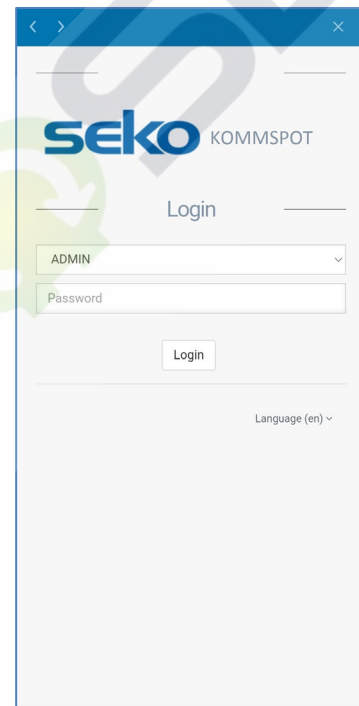 seko KOMMSPOT
Login
ADMIN
Password
Login
Language (en)